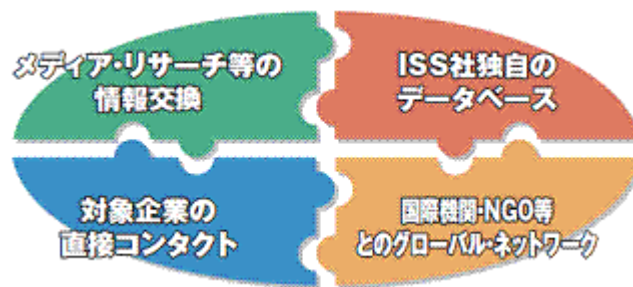 メディア・リサーチ等の
情報交換
ISS社独自の
データベース
対象企業の
直接コンタクト
国際機関・NGO等
とのグローバル・ネットワーク